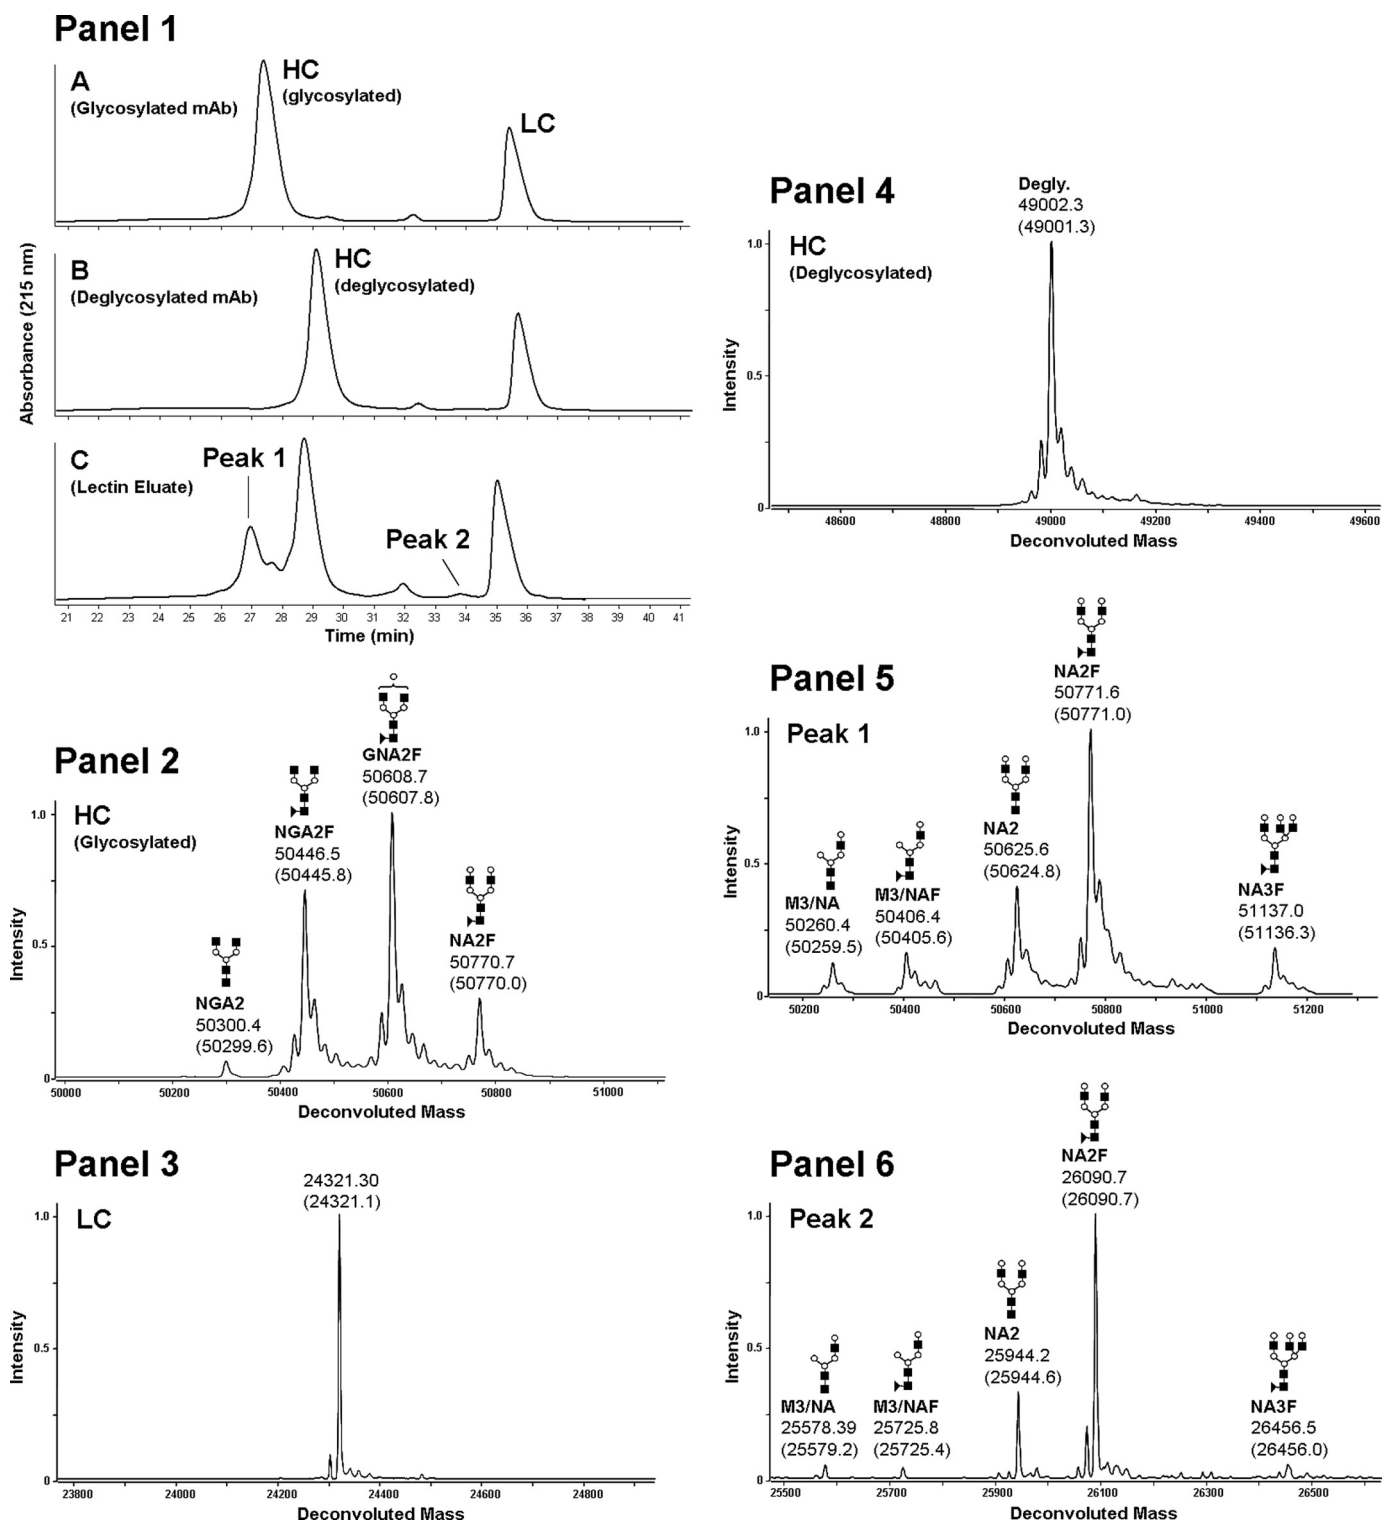 Panel 1
A
(Glycosylated mAb)
HC
(glycosylated)
LC
B
(Deglycosylated mAb)
HC
(deglycosylated)
Absorbance (215 nm)
C
(Lectin Eluate)
Peak 1
Peak 2
21 22 23 24 25 26 27 28 29 30 31 32 33 34 35 36 37 38 39 40 41
Time (min)
Panel 2
HC
(Glycosylated)
NGA2
50300.4
(50299.6)
NGA2F
50446.5
(50445.8)
GNA2F
50608.7
(50607.8)
NA2F
50770.7
(50770.0)
1.0
0.5
0
Intensity
50000 50200 50400 50600 50800 51000
Deconvoluted Mass
Panel 3
LC
24321.30
(24321.1)
1.0
0.5
0
Intensity
23800 24000 24200 24400 24600 24800
Deconvoluted Mass
Panel 4
HC
(Deglycosylated)
Degly.
49002.3
(49001.3)
1.0
0.5
0
Intensity
48600 48800 49000 49200 49400 49600
Deconvoluted Mass
Panel 5
Peak 1
M3/NA
50260.4
(50259.5)
M3/NAF
50406.4
(50405.6)
NA2
50625.6
(50624.8)
NA2F
50771.6
(50771.0)
NA3F
51137.0
(51136.3)
1.0
0.5
0
Intensity
50200 50400 50600 50800 51000 51200
Deconvoluted Mass
Panel 6
Peak 2
M3/NA
25578.39
(25579.2)
M3/NAF
25725.8
(25725.4)
NA2
25944.2
(25944.6)
NA2F
26090.7
(26090.7)
NA3F
26456.5
(26456.0)
1.0
0.5
0
Intensity
25500 25700 25900 26100 26300 26500
Deconvoluted Mass